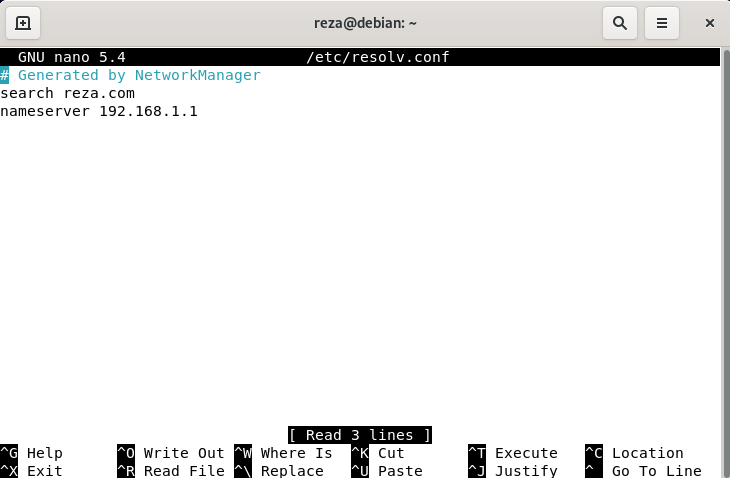 reza@debian: ~
GNU nano 5.4 /etc/resolv.conf
# Generated by NetworkManager
search reza.com
nameserver 192.168.1.1
[ Read 3 lines ]
^G Help ^O Write Out ^W Where Is ^K Cut ^T Execute ^C Location
^X Exit ^R Read File ^\ Replace ^U Paste ^J Justify ^  Go To Line